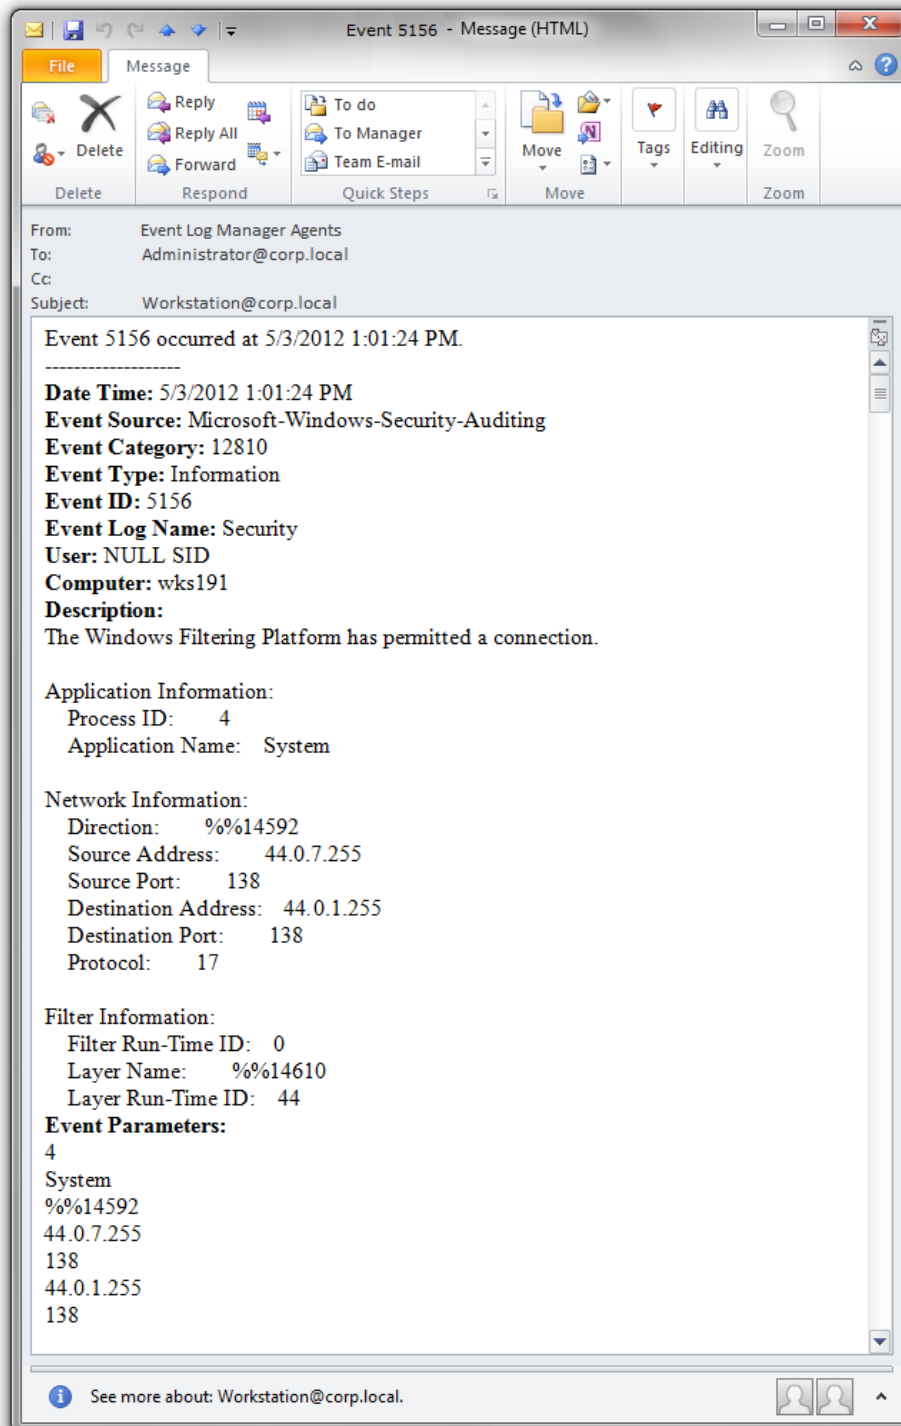 Event 5156 - Message (HTML)
File Message
Delete
Reply
Reply All
Forward
To do
To Manager
Team E-mail
Move
Tags
Editing
Zoom
Delete Respond Quick Steps Move Zoom
From: Event Log Manager Agents
To: Administrator@corp.local
Cc:
Subject: Workstation@corp.local
Event 5156 occurred at 5/3/2012 1:01:24 PM.
-------------------
Date Time: 5/3/2012 1:01:24 PM
Event Source: Microsoft-Windows-Security-Auditing
Event Category: 12810
Event Type: Information
Event ID: 5156
Event Log Name: Security
User: NULL SID
Computer: wks191
Description:
The Windows Filtering Platform has permitted a connection.
Application Information:
Process ID: 4
Application Name: System
Network Information:
Direction: %%14592
Source Address: 44.0.7.255
Source Port: 138
Destination Address: 44.0.1.255
Destination Port: 138
Protocol: 17
Filter Information:
Filter Run-Time ID: 0
Layer Name: %%14610
Layer Run-Time ID: 44
Event Parameters:
4
System
%%14592
44.0.7.255
138
44.0.1.255
138
See more about: Workstation@corp.local.